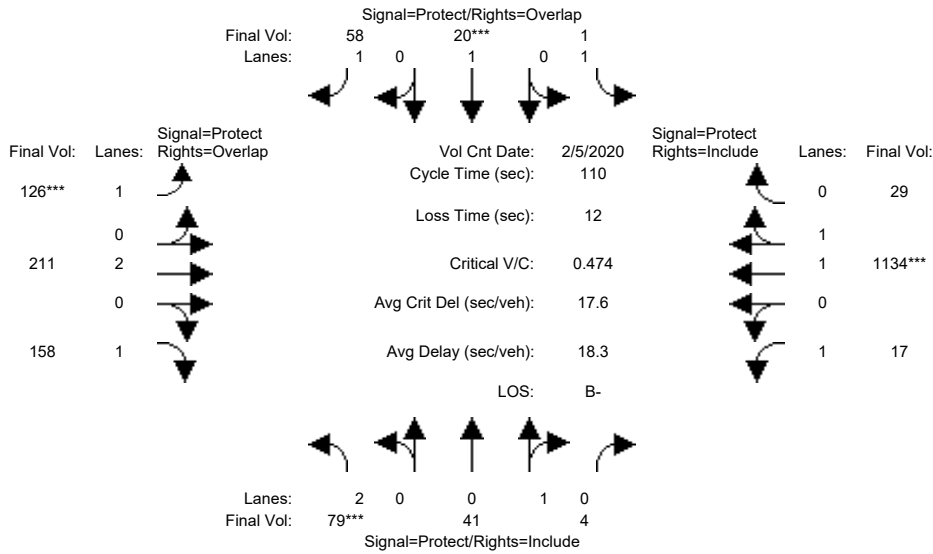 Signal=Protect/Rights=Overlap
Final Vol: 58 20*** 1
Lanes: 1 0 1 0 1
Signal=Protect
Final Vol: Lanes: Rights=Overlap
Vol Cnt Date: 2/5/2020
Signal=Protect
Rights=Include Lanes: Final Vol:
Cycle Time (sec): 110
126*** 1
0 29
Loss Time (sec): 12
0
1
211 2
Critical V/C: 0.474
1 1134***
0
Avg Crit Del (sec/veh): 17.6
0
158 1
Avg Delay (sec/veh): 18.3
1 17
LOS: B-
Lanes: 2 0 0 1 0
Final Vol: 79*** 41 4
Signal=Protect/Rights=Include